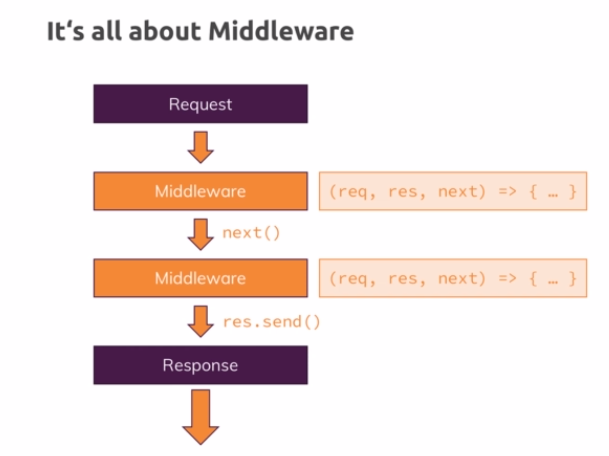 It‘s all about Middleware
Request
Middleware (req, res, next) => { … }
next()
Middleware (req, res, next) => { … }
res.send()
Response